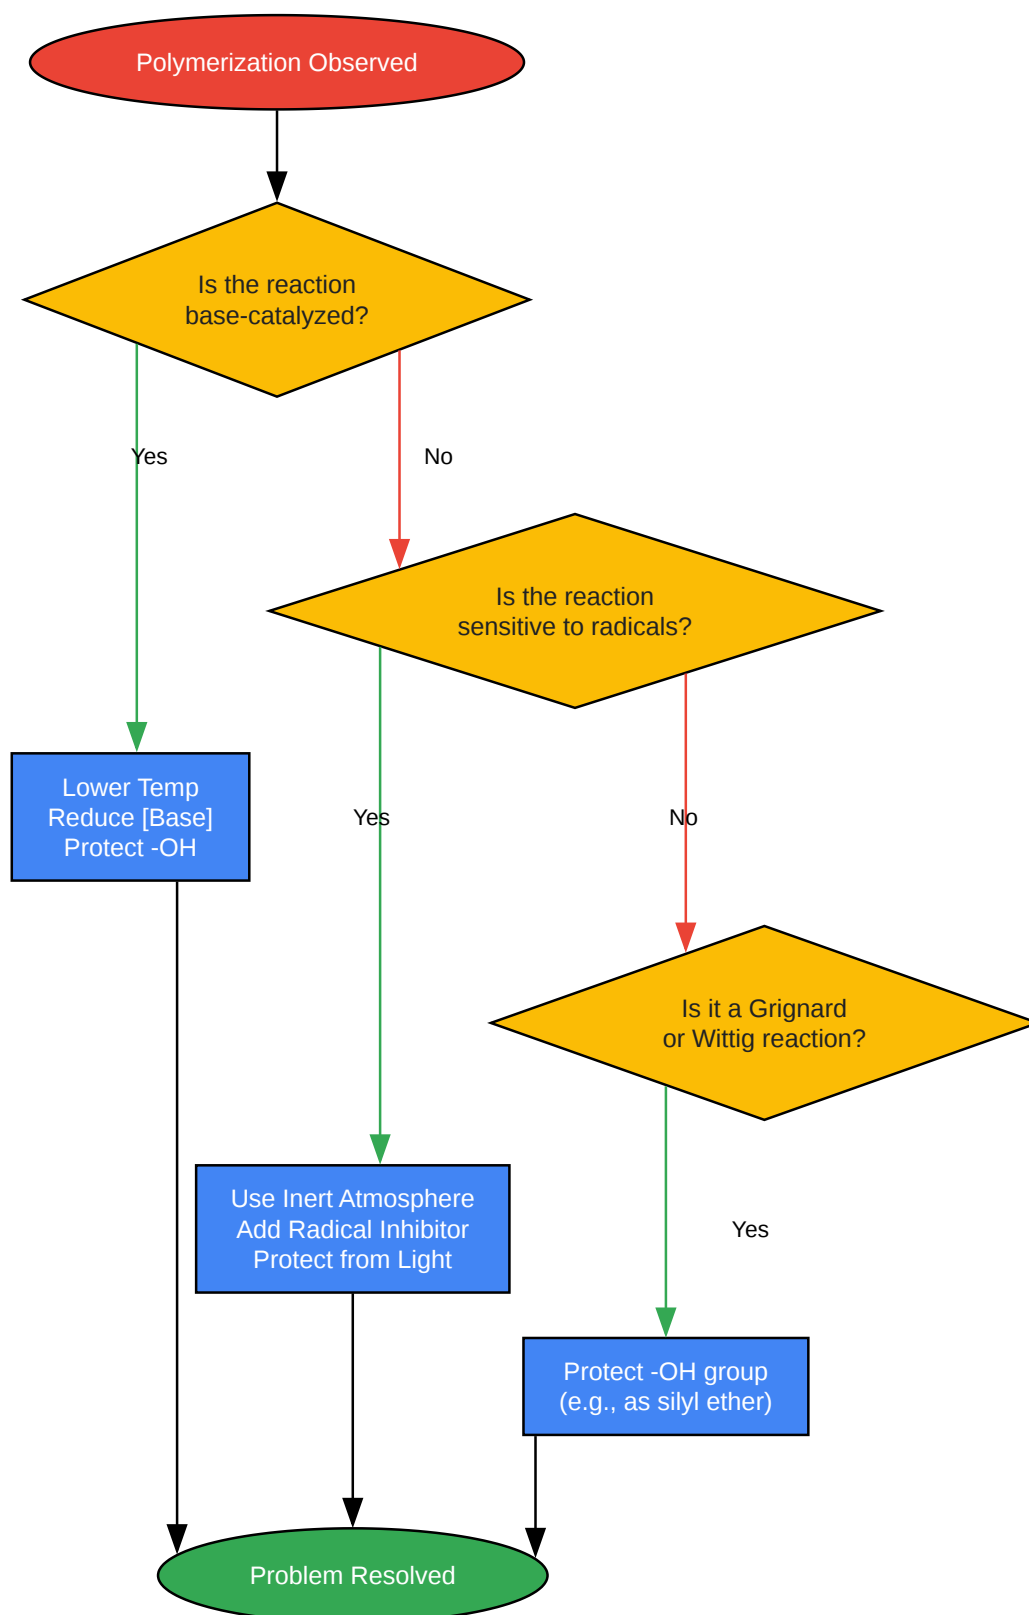 Polymerization Observed
Is the reaction
base-catalyzed?
Yes
No
Is the reaction
sensitive to radicals?
Lower Temp
Reduce [Base]
Protect -OH
Yes
No
Is it a Grignard
or Wittig reaction?
Use Inert Atmosphere
Add Radical Inhibitor
Protect from Light
Yes
Protect -OH group
(e.g., as silyl ether)
Problem Resolved